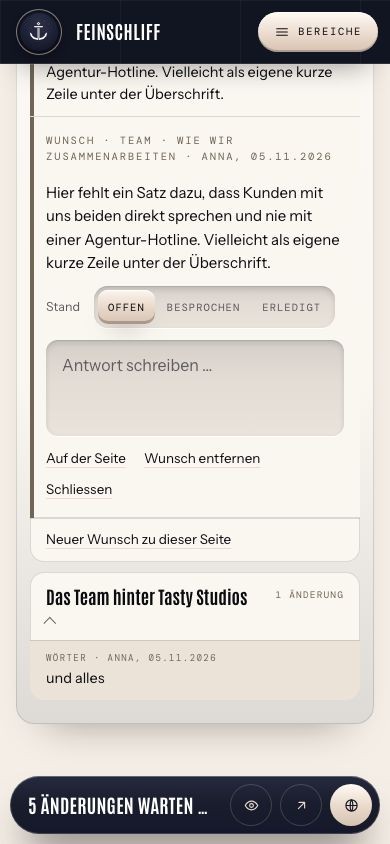 FEINSCHLIFF
BEREICHE
Agentur-Hotline. Vielleicht als eigene kurze
Zeile unter der Überschrift.
WUNSCH · TEAM · WIE WIR
ZUSAMMENARBEITEN · ANNA, 05.11.2026
Hier fehlt ein Satz dazu, dass Kunden mit
uns beiden direkt sprechen und nie mit
einer Agentur-Hotline. Vielleicht als eigene
kurze Zeile unter der Überschrift.
Stand OFFEN BESPROCHEN ERLEDIGT
Antwort schreiben …
Auf der Seite Wunsch entfernen
Schliessen
Neuer Wunsch zu dieser Seite
Das Team hinter Tasty Studios 1 ÄNDERUNG
WÖRTER · ANNA, 05.11.2026
und alles
5 ÄNDERUNGEN WARTEN …